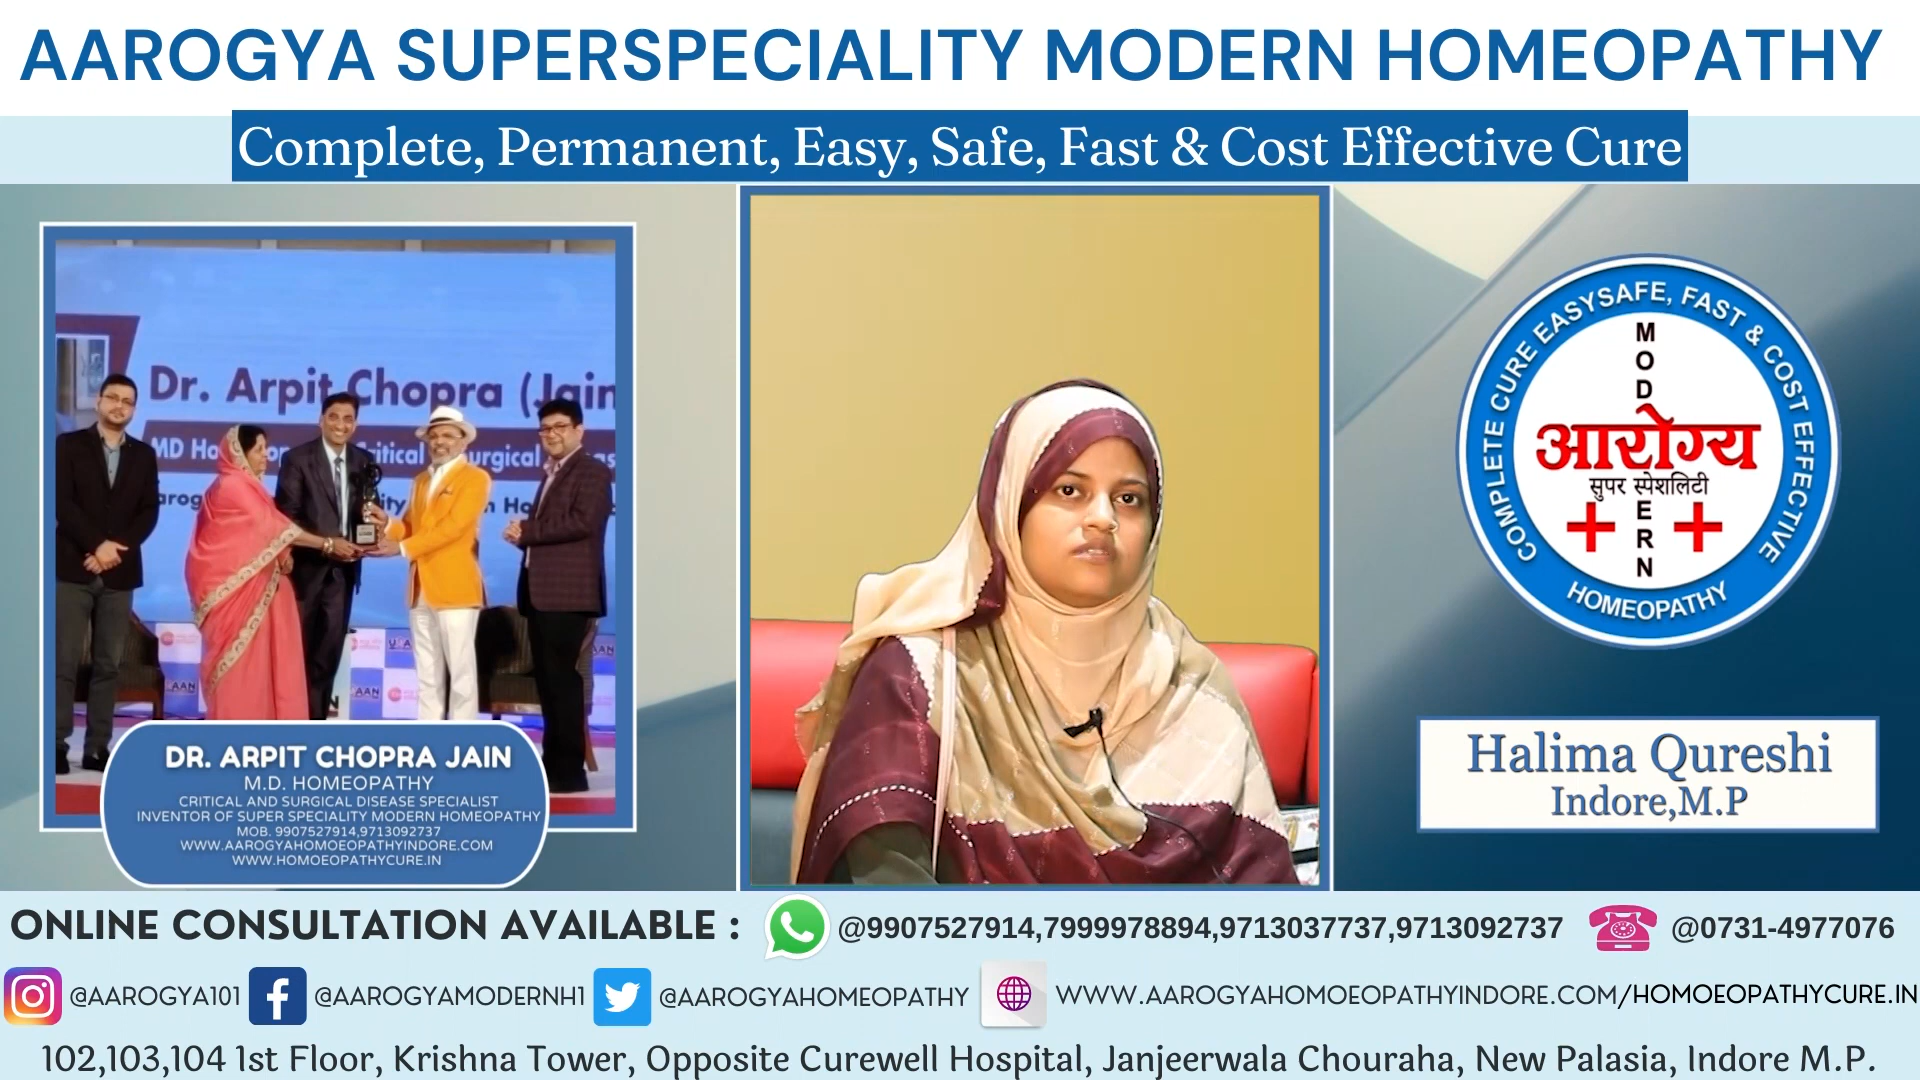 AAROGYA SUPERSPECIALITY MODERN HOMEOPATHY
Complete, Permanent, Easy, Safe, Fast & Cost Effective Cure
Dr. Arpit Chopra (Jain
DR. ARPIT CHOPRA JAIN
M.D. HOMEOPATHY
CRITICAL AND SURGICAL DISEASE SPECIALIST
INVENTOR OF SUPER SPECIALITY MODERN HOMEOPATHY
MOB. 9907527914,9713092737
WWW.AAROGYAHOMOEOPATHYINDORE.COM
WWW.HOMOEOPATHYCURE.IN
COMPLETE CURE EASYSAFE, FAST & COST EFFECTIVE
MODERN
आरोग्य
सुपर स्पेशलिटी
HOMEOPATHY
Halima Qureshi
Indore,M.P
ONLINE CONSULTATION AVAILABLE : @9907527914,7999978894,9713037737,9713092737 @0731-4977076
@AAROGYA101 @AAROGYAMODERNH1 @AAROGYAHOMEOPATHY WWW.AAROGYAHOMOEOPATHYINDORE.COM/HOMOEOPATHYCURE.IN
102,103,104 1st Floor, Krishna Tower, Opposite Curewell Hospital, Janjeerwala Chouraha, New Palasia, Indore M.P.